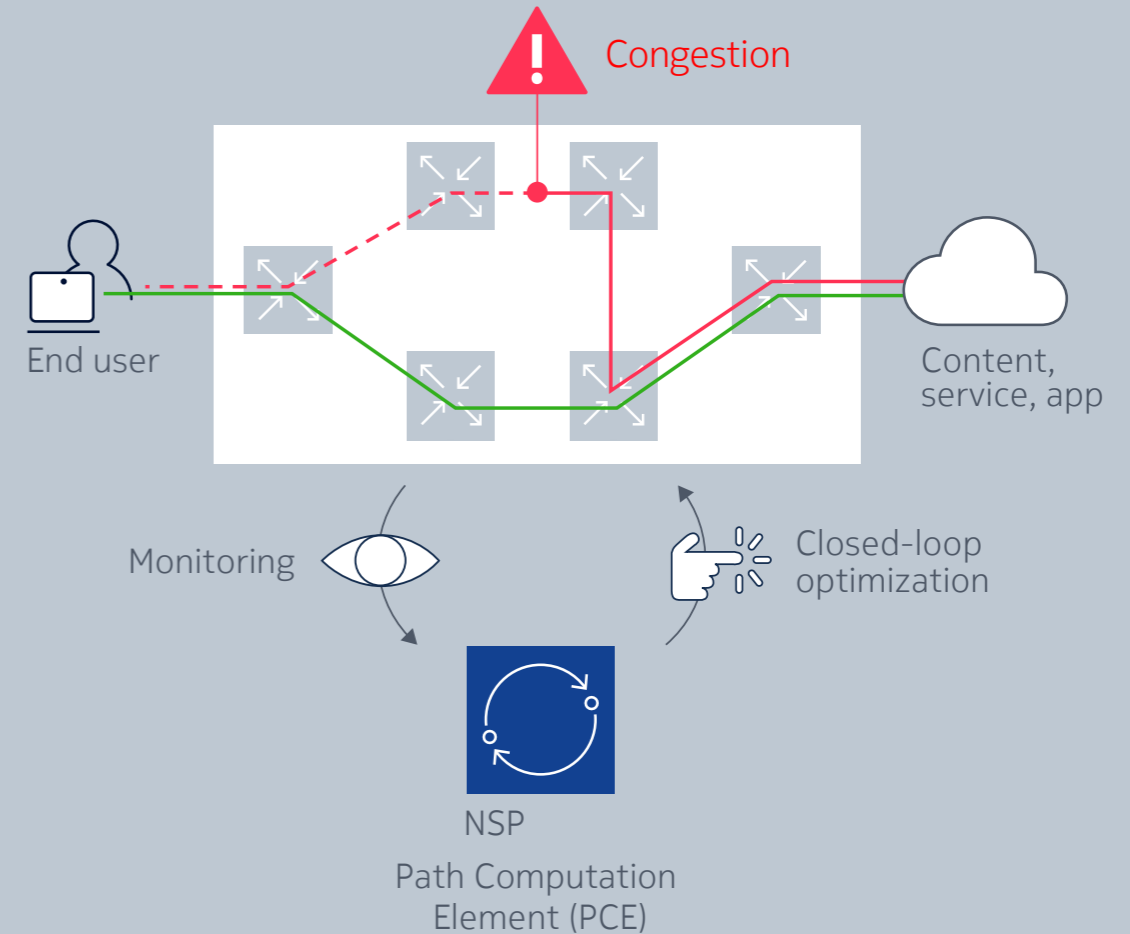 Congestion
End user
Content,
service, app
Monitoring
Closed-loop
optimization
NSP
Path Computation
Element (PCE)